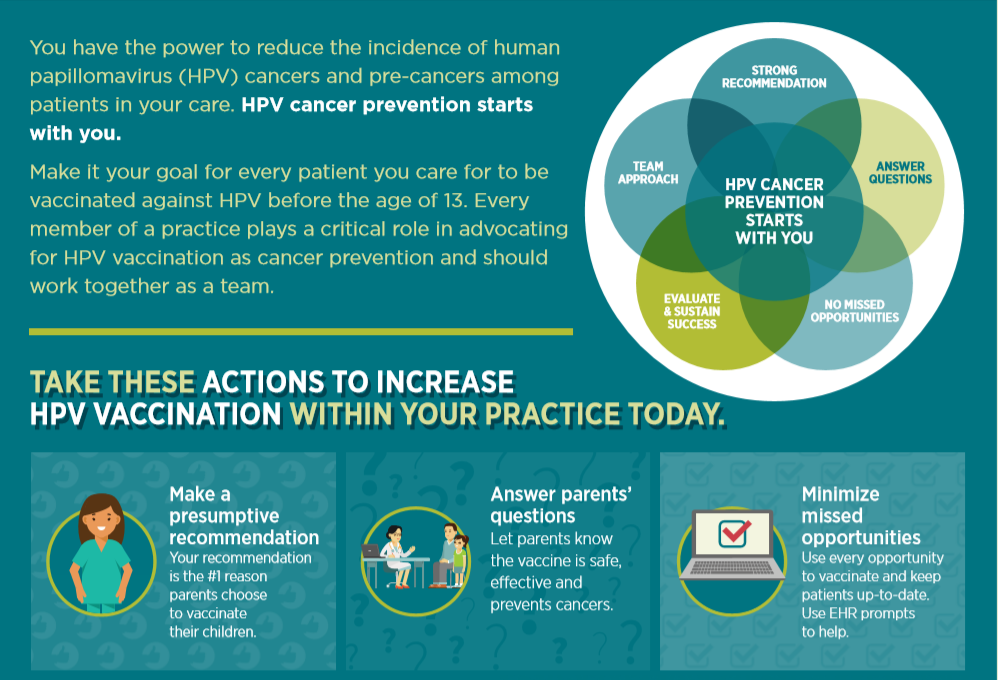 You have the power to reduce the incidence of human
papillomavirus (HPV) cancers and pre-cancers among
patients in your care. HPV cancer prevention starts
with you.
Make it your goal for every patient you care for to be
vaccinated against HPV before the age of 13. Every
member of a practice plays a critical role in advocating
for HPV vaccination as cancer prevention and should
work together as a team.
STRONG
RECOMMENDATION
TEAM
APPROACH
ANSWER
QUESTIONS
HPV CANCER
PREVENTION
STARTS
WITH YOU
EVALUATE
& SUSTAIN
SUCCESS
NO MISSED
OPPORTUNITIES
TAKE THESE ACTIONS TO INCREASE
HPV VACCINATION WITHIN YOUR PRACTICE TODAY.
Make a
presumptive
recommendation
Your recommendation
is the #1 reason
parents choose
to vaccinate
their children.
Answer parents’
questions
Let parents know
the vaccine is safe,
effective and
prevents cancers.
Minimize
missed
opportunities
Use every opportunity
to vaccinate and keep
patients up-to-date.
Use EHR prompts
to help.